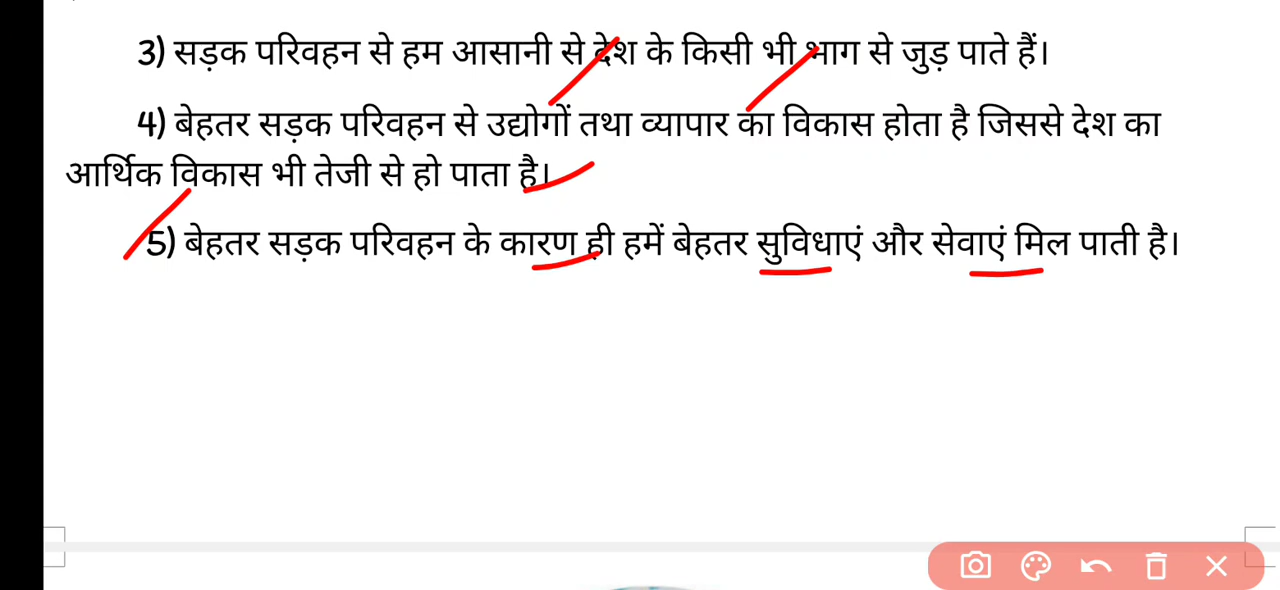 3) सड़क परिवहन से हम आसानी से देश के किसी भी भाग से जुड़ पाते हैं।
4) बेहतर सड़क परिवहन से उद्योगों तथा व्यापार का विकास होता है जिससे देश का
आर्थिक विकास भी तेजी से हो पाता है।
5) बेहतर सड़क परिवहन के कारण ही हमें बेहतर सुविधाएं और सेवाएं मिल पाती है।